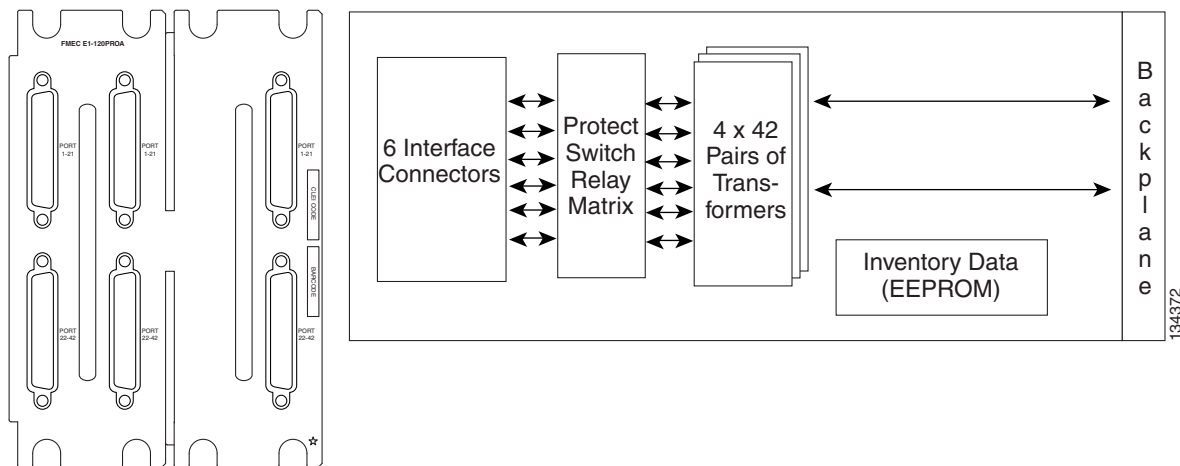 FMEC E1-120PROA
PORT
1-21
PORT
1-21
PORT
1-21
CLEI CODE
BARCODE
PORT
22-42
PORT
22-42
PORT
22-42
6 Interface
Connectors
Protect
Switch
Relay
Matrix
4 x 42
Pairs of
Trans-
formers
Inventory Data
(EEPROM)
B
a
c
k
p
l
a
n
e
134372